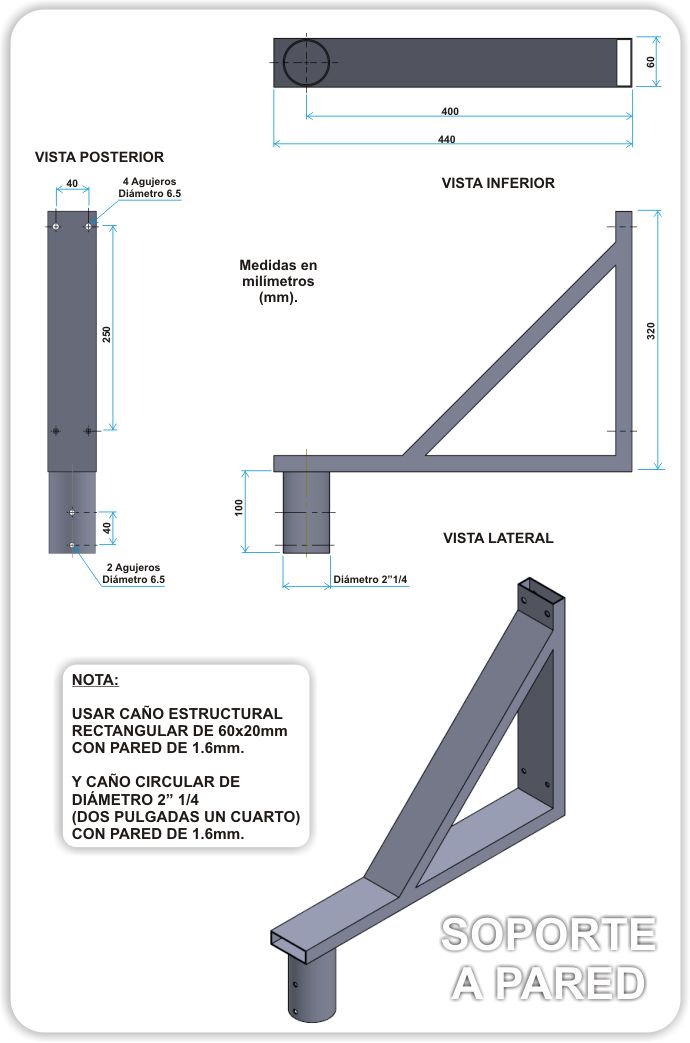 60
400
440
VISTA POSTERIOR
VISTA INFERIOR
40
4 Agujeros
Diámetro 6.5
Medidas en
milímetros
(mm).
250
320
100
40
VISTA LATERAL
2 Agujeros
Diámetro 6.5
Diámetro 2"1/4
NOTA:
USAR CAÑO ESTRUCTURAL
RECTANGULAR DE 60x20mm
CON PARED DE 1.6mm.
Y CAÑO CIRCULAR DE
DIÁMETRO 2” 1/4
(DOS PULGADAS UN CUARTO)
CON PARED DE 1.6mm.
SOPORTE
A PARED